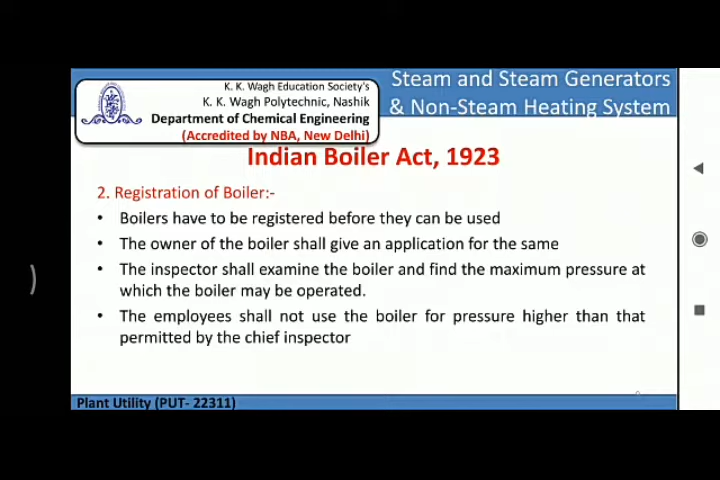 K. K. Wagh Education Society's
K. K. Wagh Polytechnic, Nashik
Department of Chemical Engineering
(Accredited by NBA, New Delhi)
Steam and Steam Generators
& Non-Steam Heating System
Indian Boiler Act, 1923
2. Registration of Boiler:-
• Boilers have to be registered before they can be used
• The owner of the boiler shall give an application for the same
• The inspector shall examine the boiler and find the maximum pressure at
which the boiler may be operated.
• The employees shall not use the boiler for pressure higher than that
permitted by the chief inspector
Plant Utility (PUT- 22311)